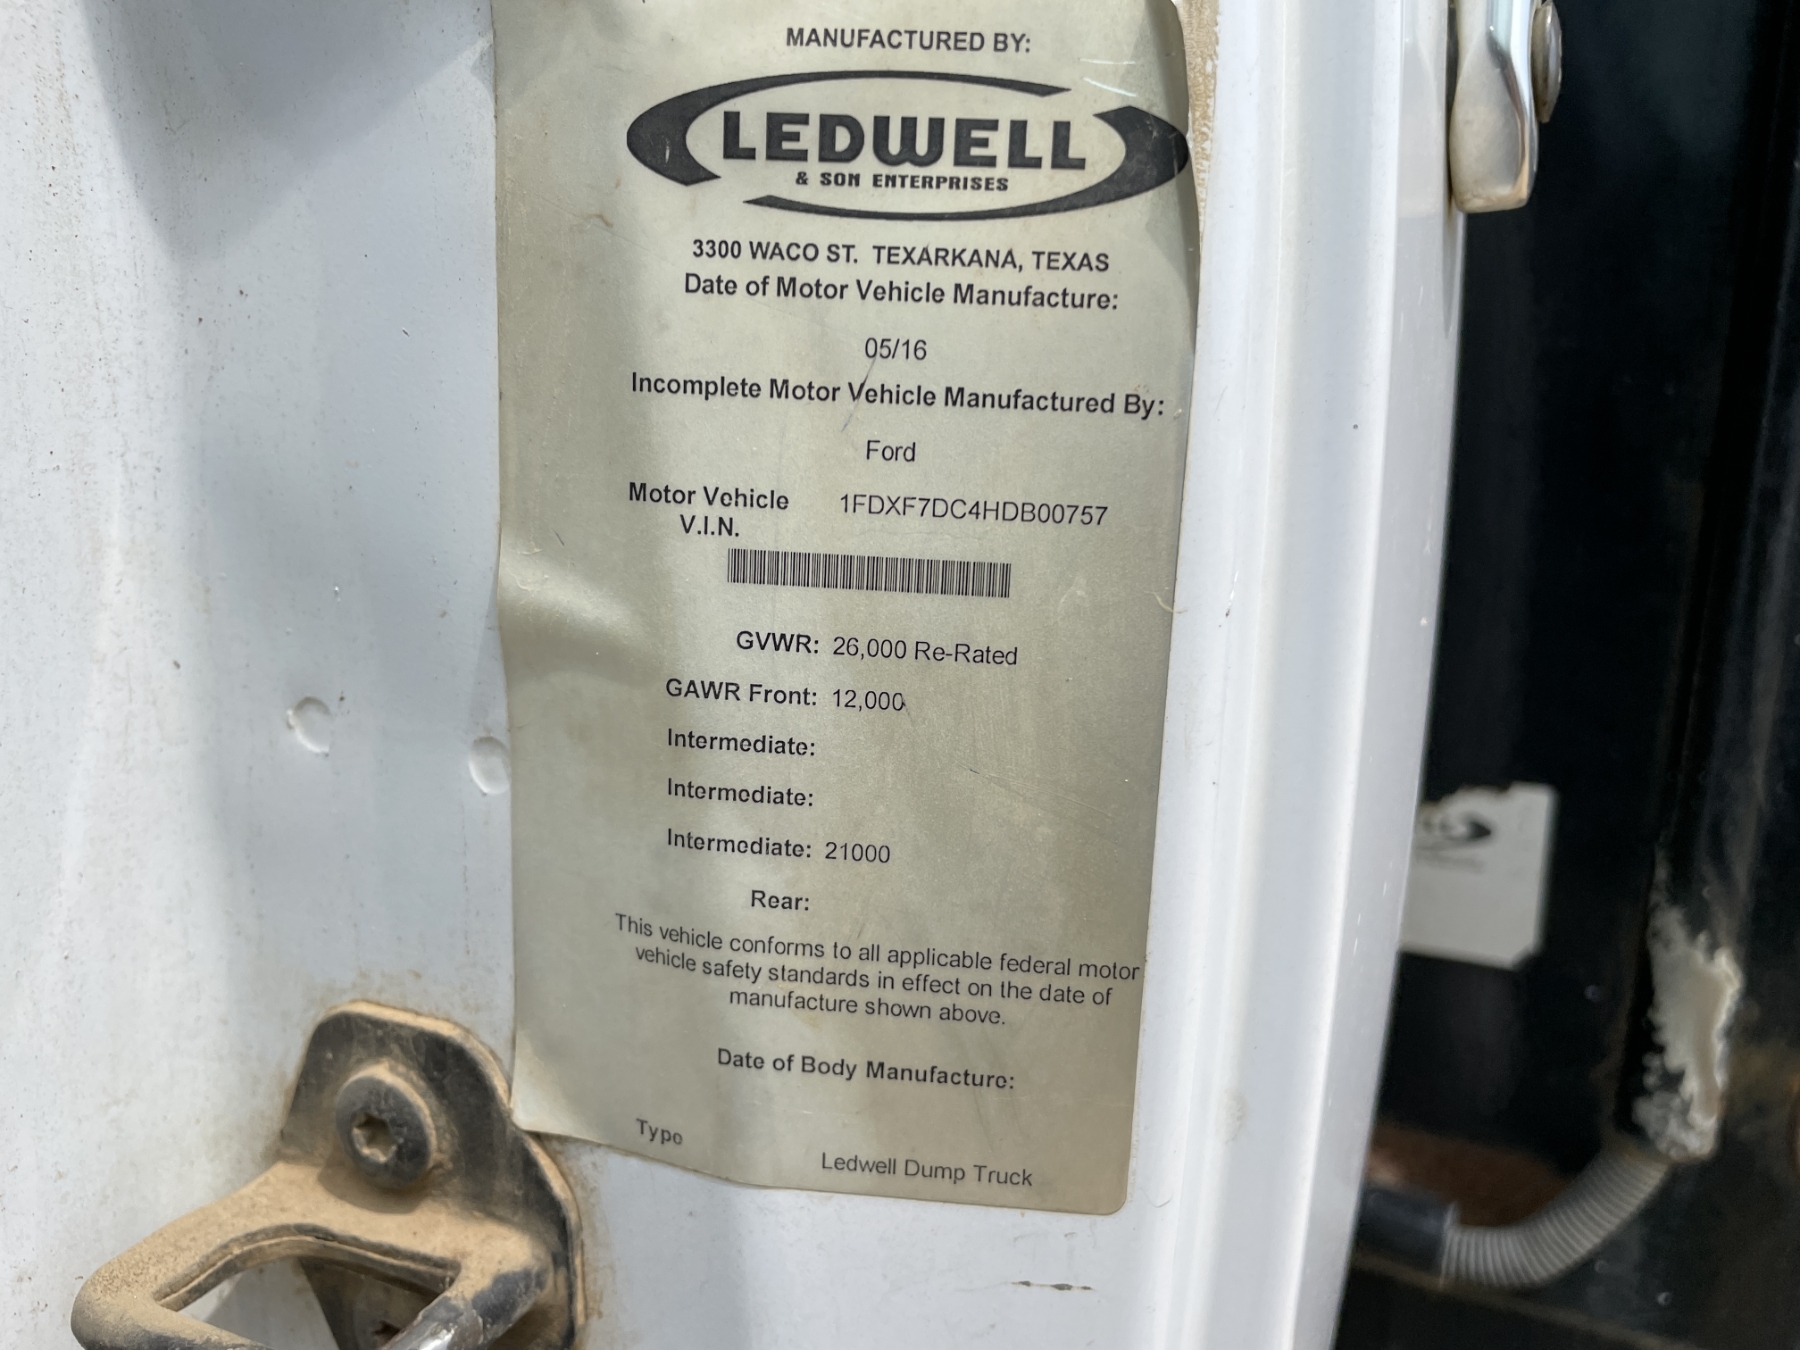 MANUFACTURED BY:
LEDWELL
& SON ENTERPRISES
3300 WACO ST. TEXARKANA, TEXAS
Date of Motor Vehicle Manufacture:
05/16
Incomplete Motor Vehicle Manufactured By:
Ford
Motor Vehicle 1FDXF7DC4HDB00757
V.I.N.
GVWR: 26,000 Re-Rated
GAWR Front: 12,000
Intermediate:
Intermediate:
Intermediate: 21000
Rear:
This vehicle conforms to all applicable federal motor
vehicle safety standards in effect on the date of
manufacture shown above.
Date of Body Manufacture:
Type
Ledwell Dump Truck